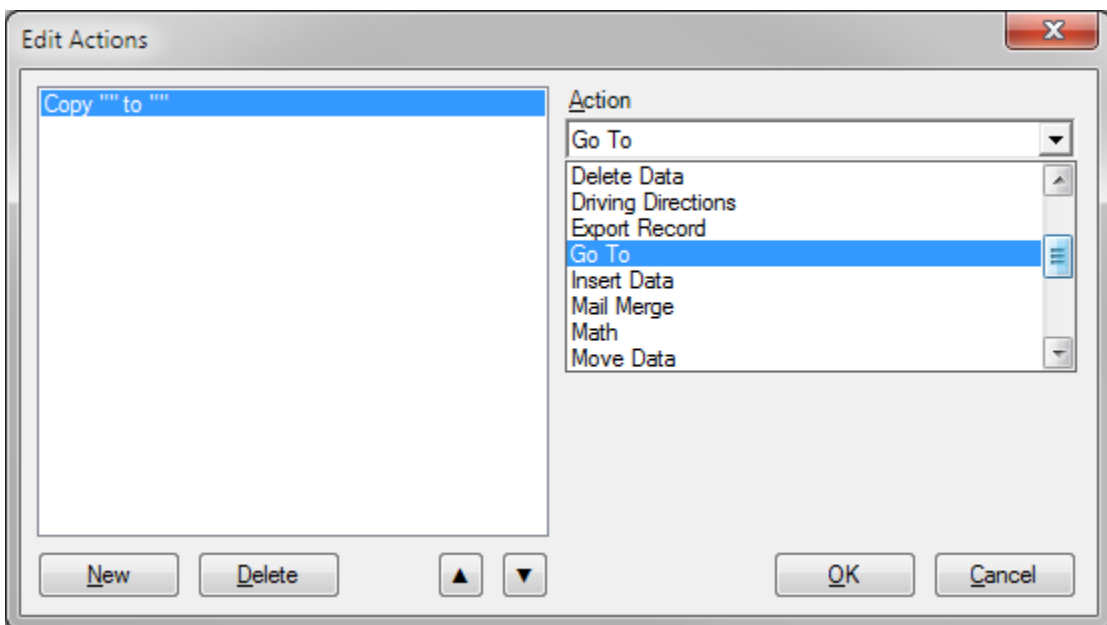 Edit Actions
Copy "" to ""
Action
Go To
Delete Data
Driving Directions
Export Record
Go To
Insert Data
Mail Merge
Math
Move Data
New
Delete
OK
Cancel